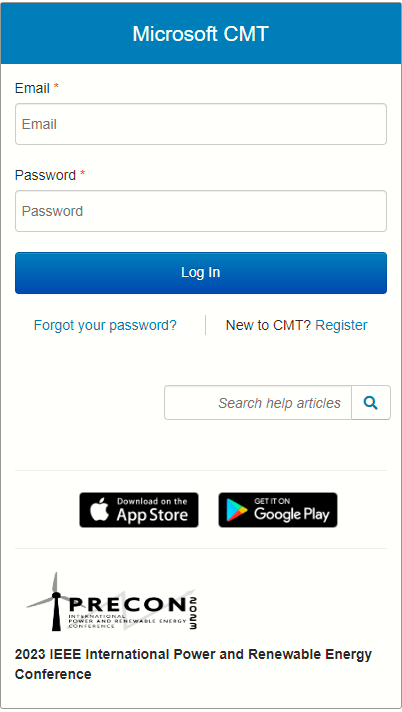 Microsoft CMT
Email *
Email
Password *
Password
Log In
Forgot your password?
New to CMT? Register
Search help articles
Download on the
App Store
GET IT ON
Google Play
IPRECON 2023
INTERNATIONAL
POWER AND RENEWABLE ENERGY
CONFERENCE
2023 IEEE International Power and Renewable Energy
Conference